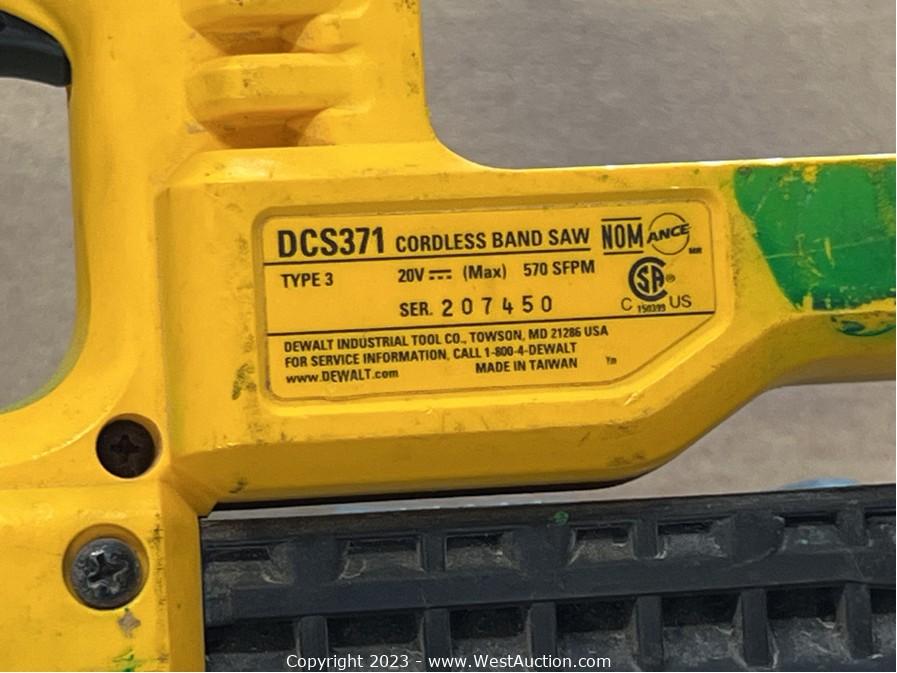 DCS371 CORDLESS BAND SAW
NOM ANCE
TYPE 3 20V (Max) 570 SFPM
SER. 207450
SA ®
C 150399 US
DEWALT INDUSTRIAL TOOL CO., TOWSON, MD 21286 USA
FOR SERVICE INFORMATION, CALL 1-800-4-DEWALT
www.DEWALT.com MADE IN TAIWAN
Copyright 2023 - www.WestAuction.com